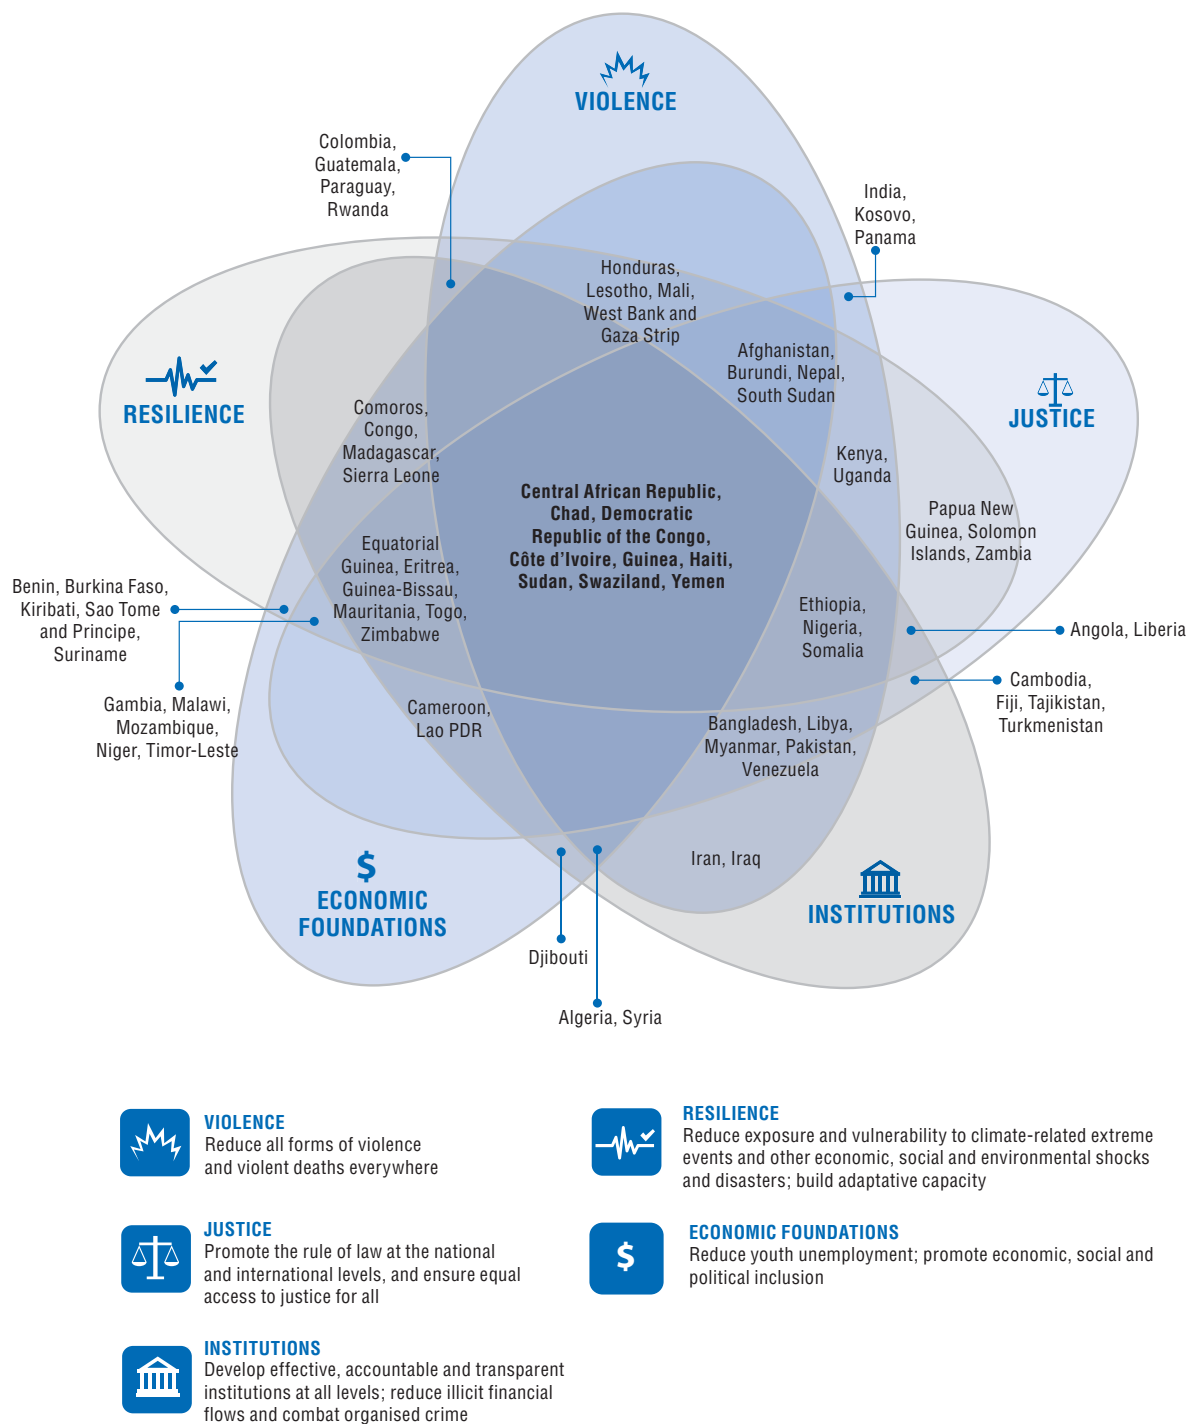 VIOLENCE
Colombia,
Guatemala,
Paraguay,
Rwanda
India,
Kosovo,
Panama
Honduras,
Lesotho, Mali,
West Bank and
Gaza Strip
Afghanistan,
Burundi, Nepal,
South Sudan
RESILIENCE
JUSTICE
Comoros,
Congo,
Madagascar,
Sierra Leone
Kenya,
Uganda
Central African Republic,
Chad, Democratic
Republic of the Congo,
Côte d’Ivoire, Guinea, Haiti,
Sudan, Swaziland, Yemen
Papua New
Guinea, Solomon
Islands, Zambia
Equatorial
Guinea, Eritrea,
Guinea-Bissau,
Mauritania, Togo,
Zimbabwe
Benin, Burkina Faso,
Kiribati, Sao Tome
and Principe,
Suriname
Ethiopia,
Nigeria,
Somalia
Angola, Liberia
Gambia, Malawi,
Mozambique,
Niger, Timor-Leste
Cameroon,
Lao PDR
Cambodia,
Fiji, Tajikistan,
Turkmenistan
Bangladesh, Libya,
Myanmar, Pakistan,
Venezuela
Iran, Iraq
$
ECONOMIC
FOUNDATIONS
INSTITUTIONS
Djibouti
Algeria, Syria
VIOLENCE
Reduce all forms of violence
and violent deaths everywhere
JUSTICE
Promote the rule of law at the national
and international levels, and ensure equal
access to justice for all
INSTITUTIONS
Develop effective, accountable and transparent
institutions at all levels; reduce illicit financial
flows and combat organised crime
RESILIENCE
Reduce exposure and vulnerability to climate-related extreme
events and other economic, social and environmental shocks
and disasters; build adaptative capacity
$
ECONOMIC FOUNDATIONS
Reduce youth unemployment; promote economic, social and
political inclusion